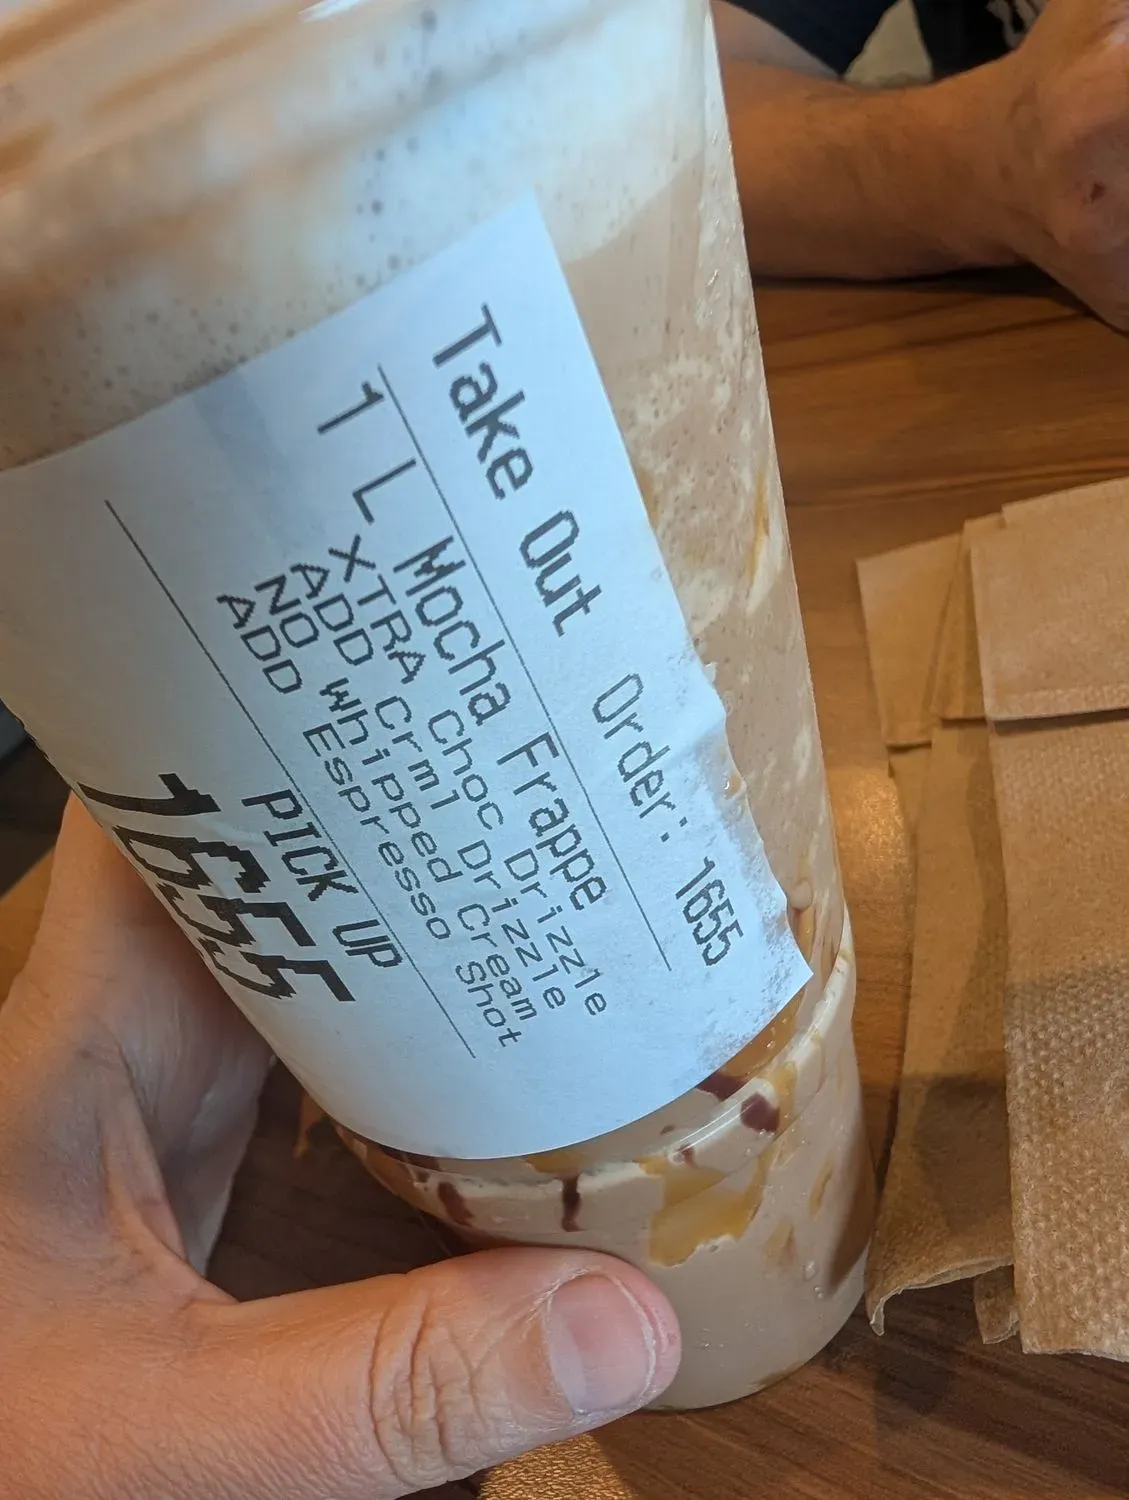 Take Out Order: 1655
1 L Mocha Frappe
XTRA Choc Drizzle
ADD Crml Drizzle
NO Whipped Cream
ADD Espresso Shot
PICK UP
1655